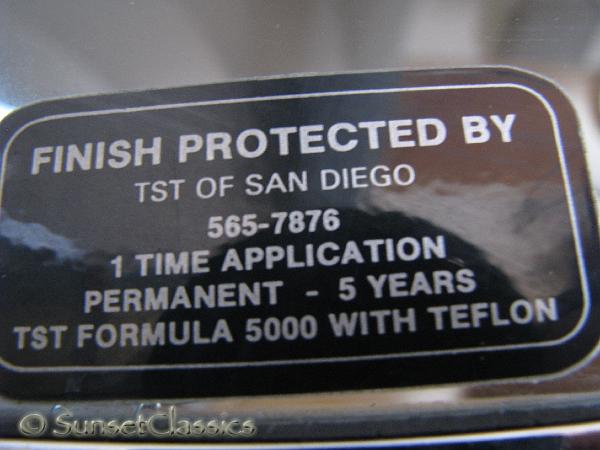 FINISH PROTECTED BY
TST OF SAN DIEGO
565-7876
1 TIME APPLICATION
PERMANENT - 5 YEARS
TST FORMULA 5000 WITH TEFLON
© SunsetClassics